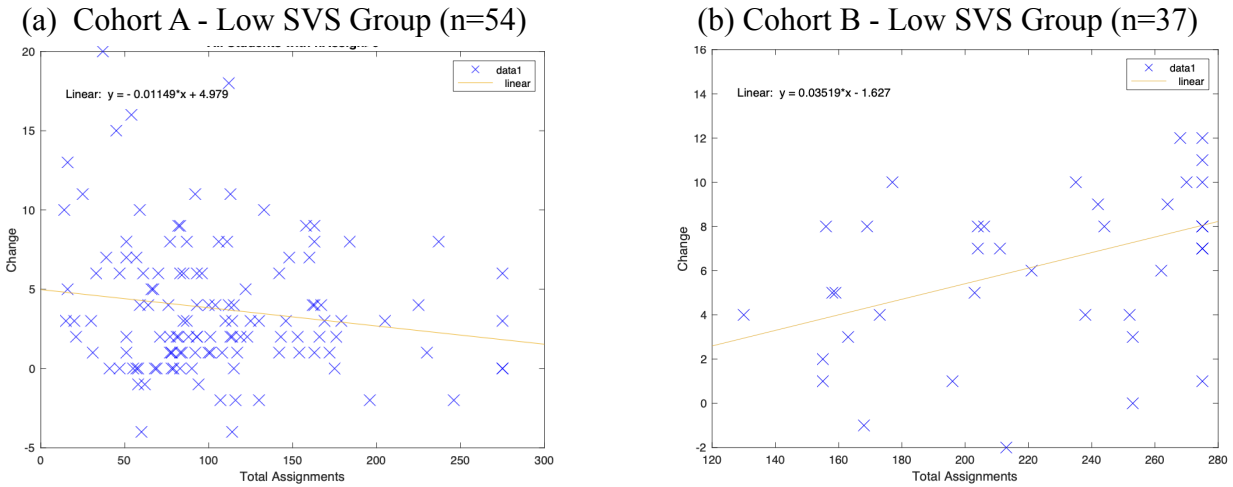 (a) Cohort A - Low SVS Group (n=54)
(b) Cohort B - Low SVS Group (n=37)
20
15
10
5
0
-5
0
50
100
150
200
250
300
Change
Total Assignments
Linear: y = - 0.01149*x + 4.979
data1
linear
16
14
12
10
8
6
4
2
0
-2
120
140
160
180
200
220
240
260
280
Change
Total Assignments
Linear: y = 0.03519*x - 1.627
data1
linear